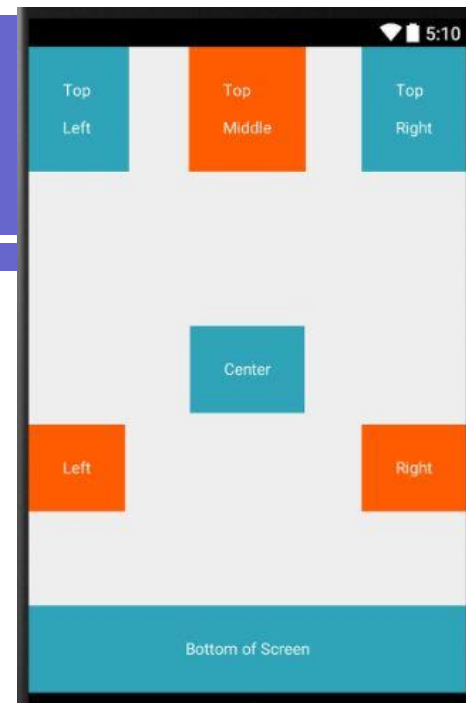 5:10
Top
Left
Top
Middle
Top
Right
Center
Left
Right
Bottom of Screen